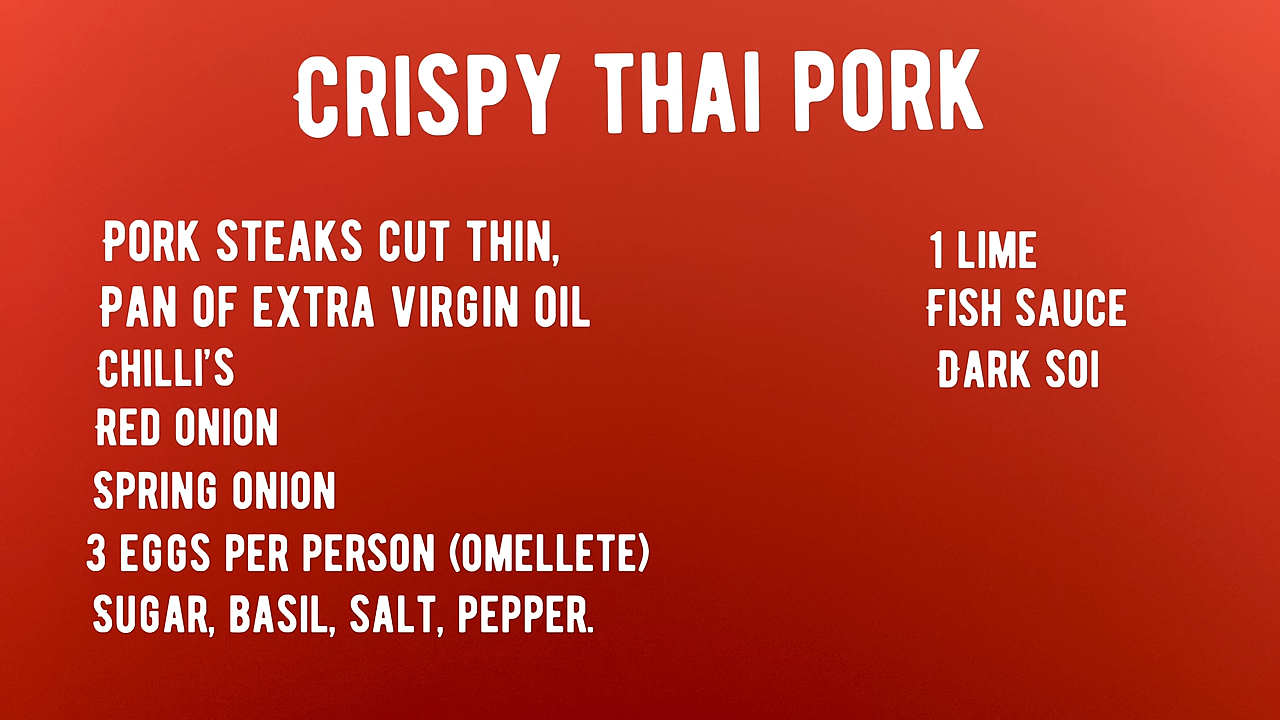 Crispy Thai Pork
Pork steaks cut thin,
Pan of extra virgin oil
Chilli's
Red onion
Spring onion
3 Eggs per person (omellete)
Sugar, basil, salt, pepper.
1 lime
Fish sauce
Dark soi